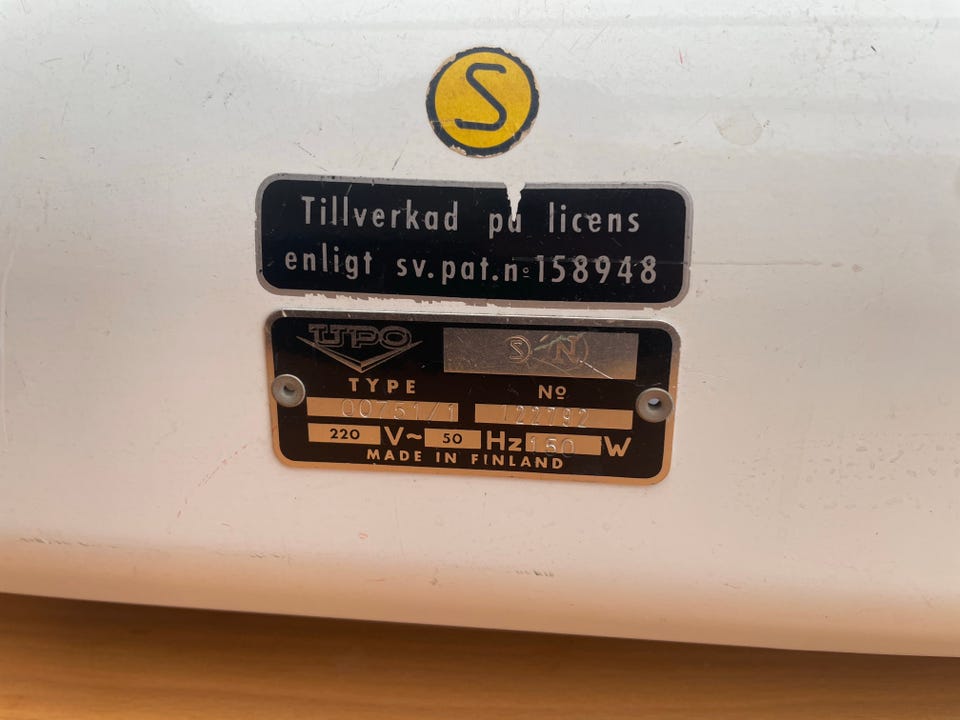 S
Tillverkad på licens
enligt sv.pat.nº 158948
UPO
S N
TYPE Nº
00751/1 122792
220 V~ 50 Hz 150 W
MADE IN FINLAND